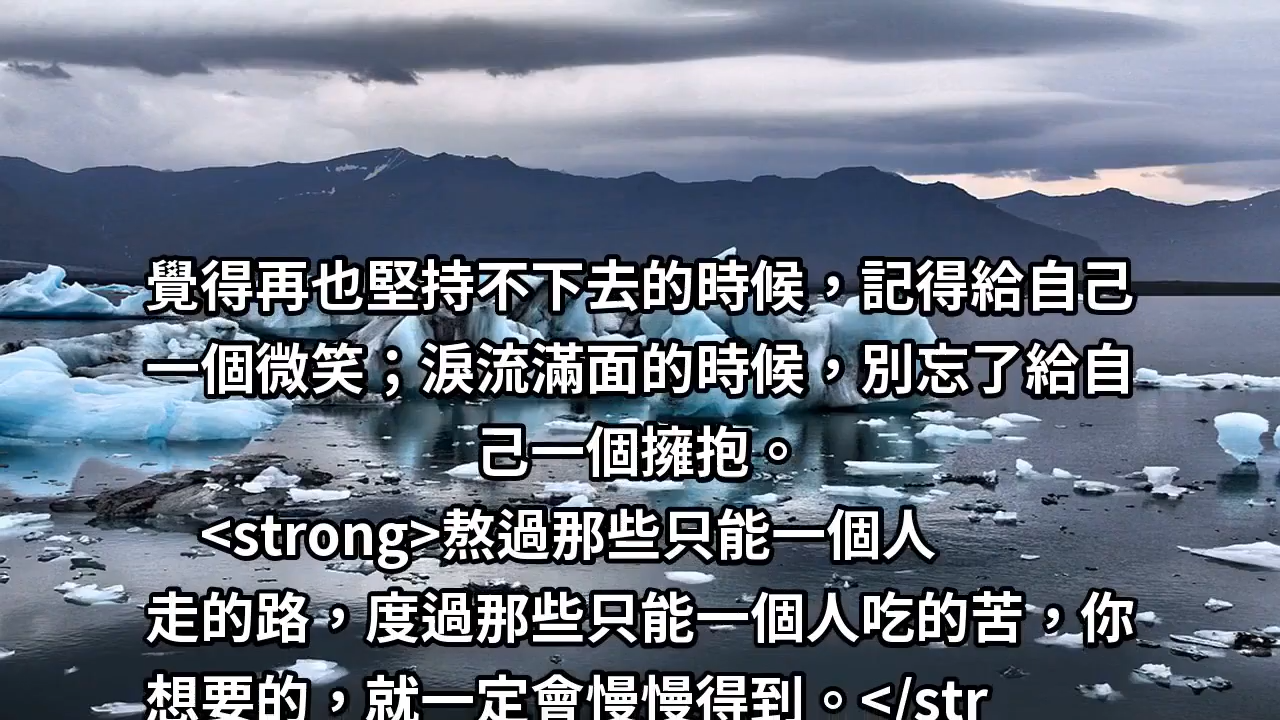 覺得再也堅持不下去的時候，記得給自己
一個微笑；淚流滿面的時候，別忘了給自
己一個擁抱。
<strong>熬過那些只能一個人
走的路，度過那些只能一個人吃的苦，你
想要的，就一定會慢慢得到。</str